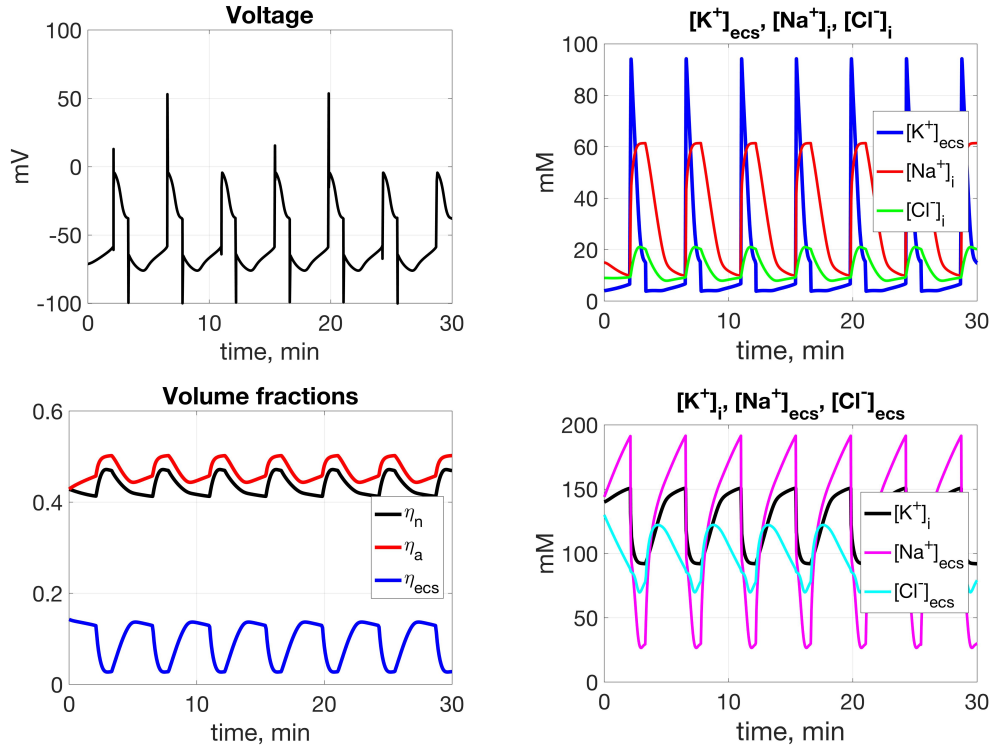 Voltage
100
50
0
-50
-100
mV
0
10
20
30
time, min
[K⁺]ecs, [Na⁺]i, [Cl⁻]i
100
80
60
40
20
0
mM
[K⁺]ecs
[Na⁺]i
[Cl⁻]i
0
10
20
30
time, min
Volume fractions
0.6
0.4
0.2
0
ηn
ηa
ηecs
0
10
20
30
time, min
[K⁺]i, [Na⁺]ecs, [Cl⁻]ecs
200
150
100
50
0
mM
[K⁺]i
[Na⁺]ecs
[Cl⁻]ecs
0
10
20
30
time, min